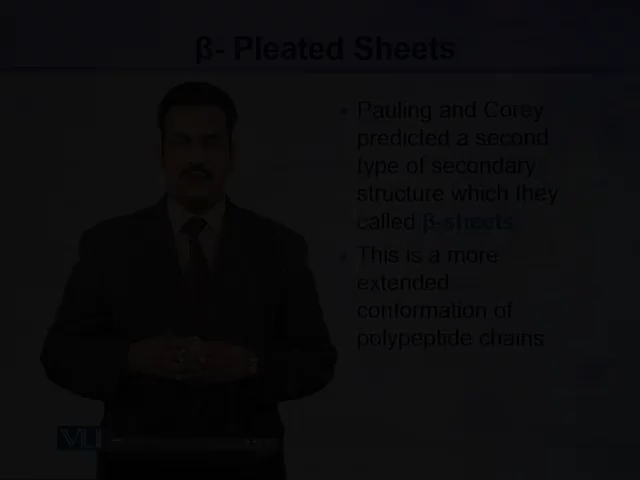 β- Pleated Sheets
• Pauling and Corey
predicted a second
type of secondary
structure which they
called β-sheets.
• This is a more
extended
conformation of
polypeptide chains